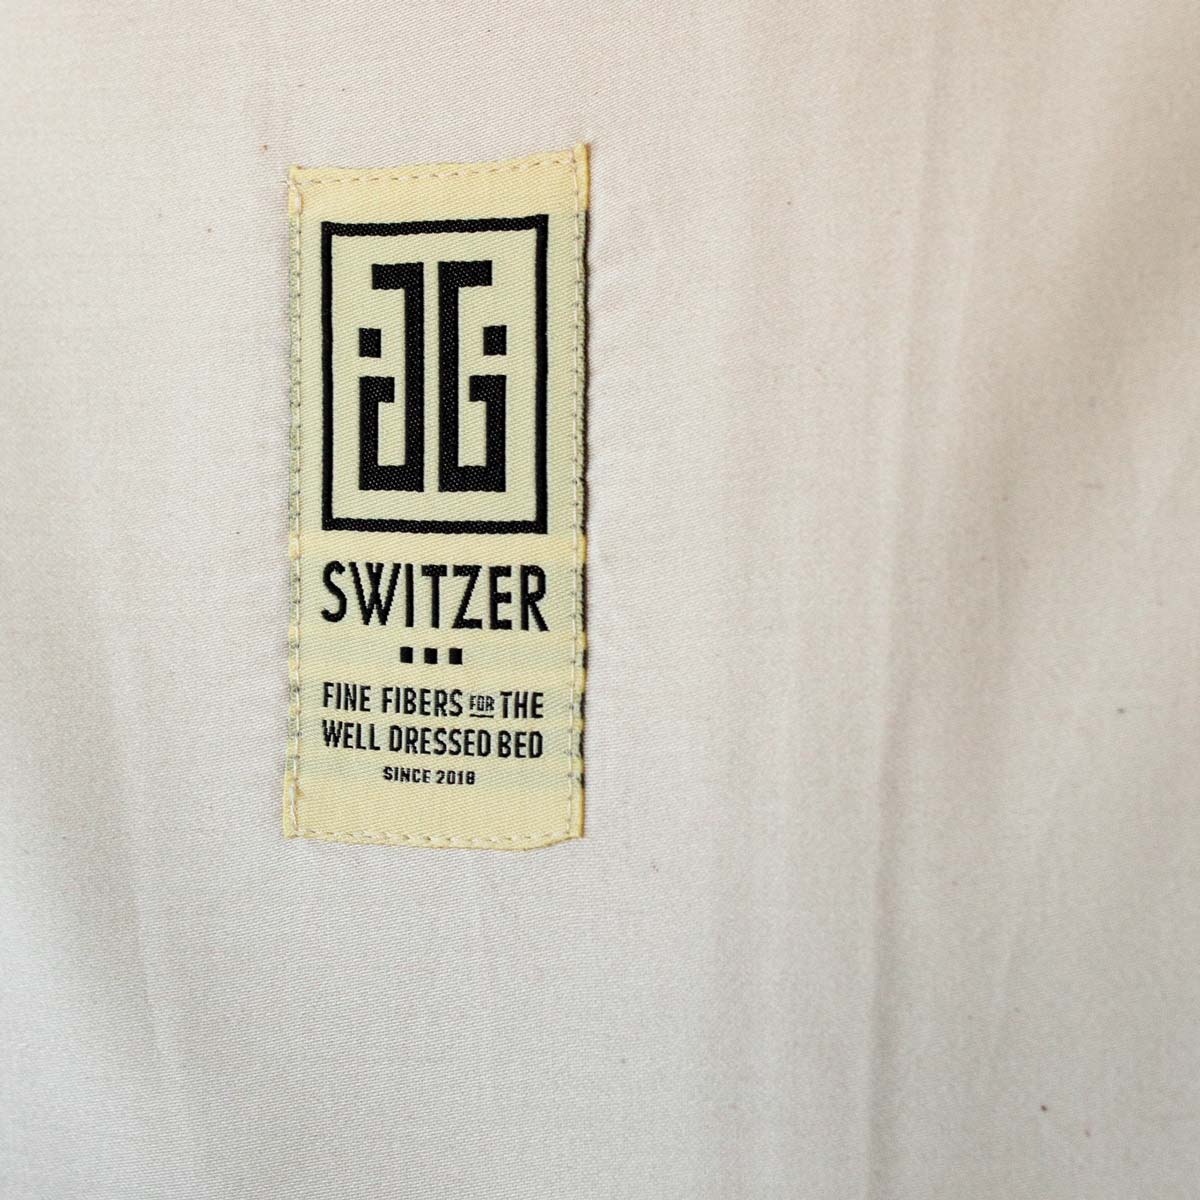 SWITZER
FINE FIBERS FOR THE
WELL DRESSED BED
SINCE 2018